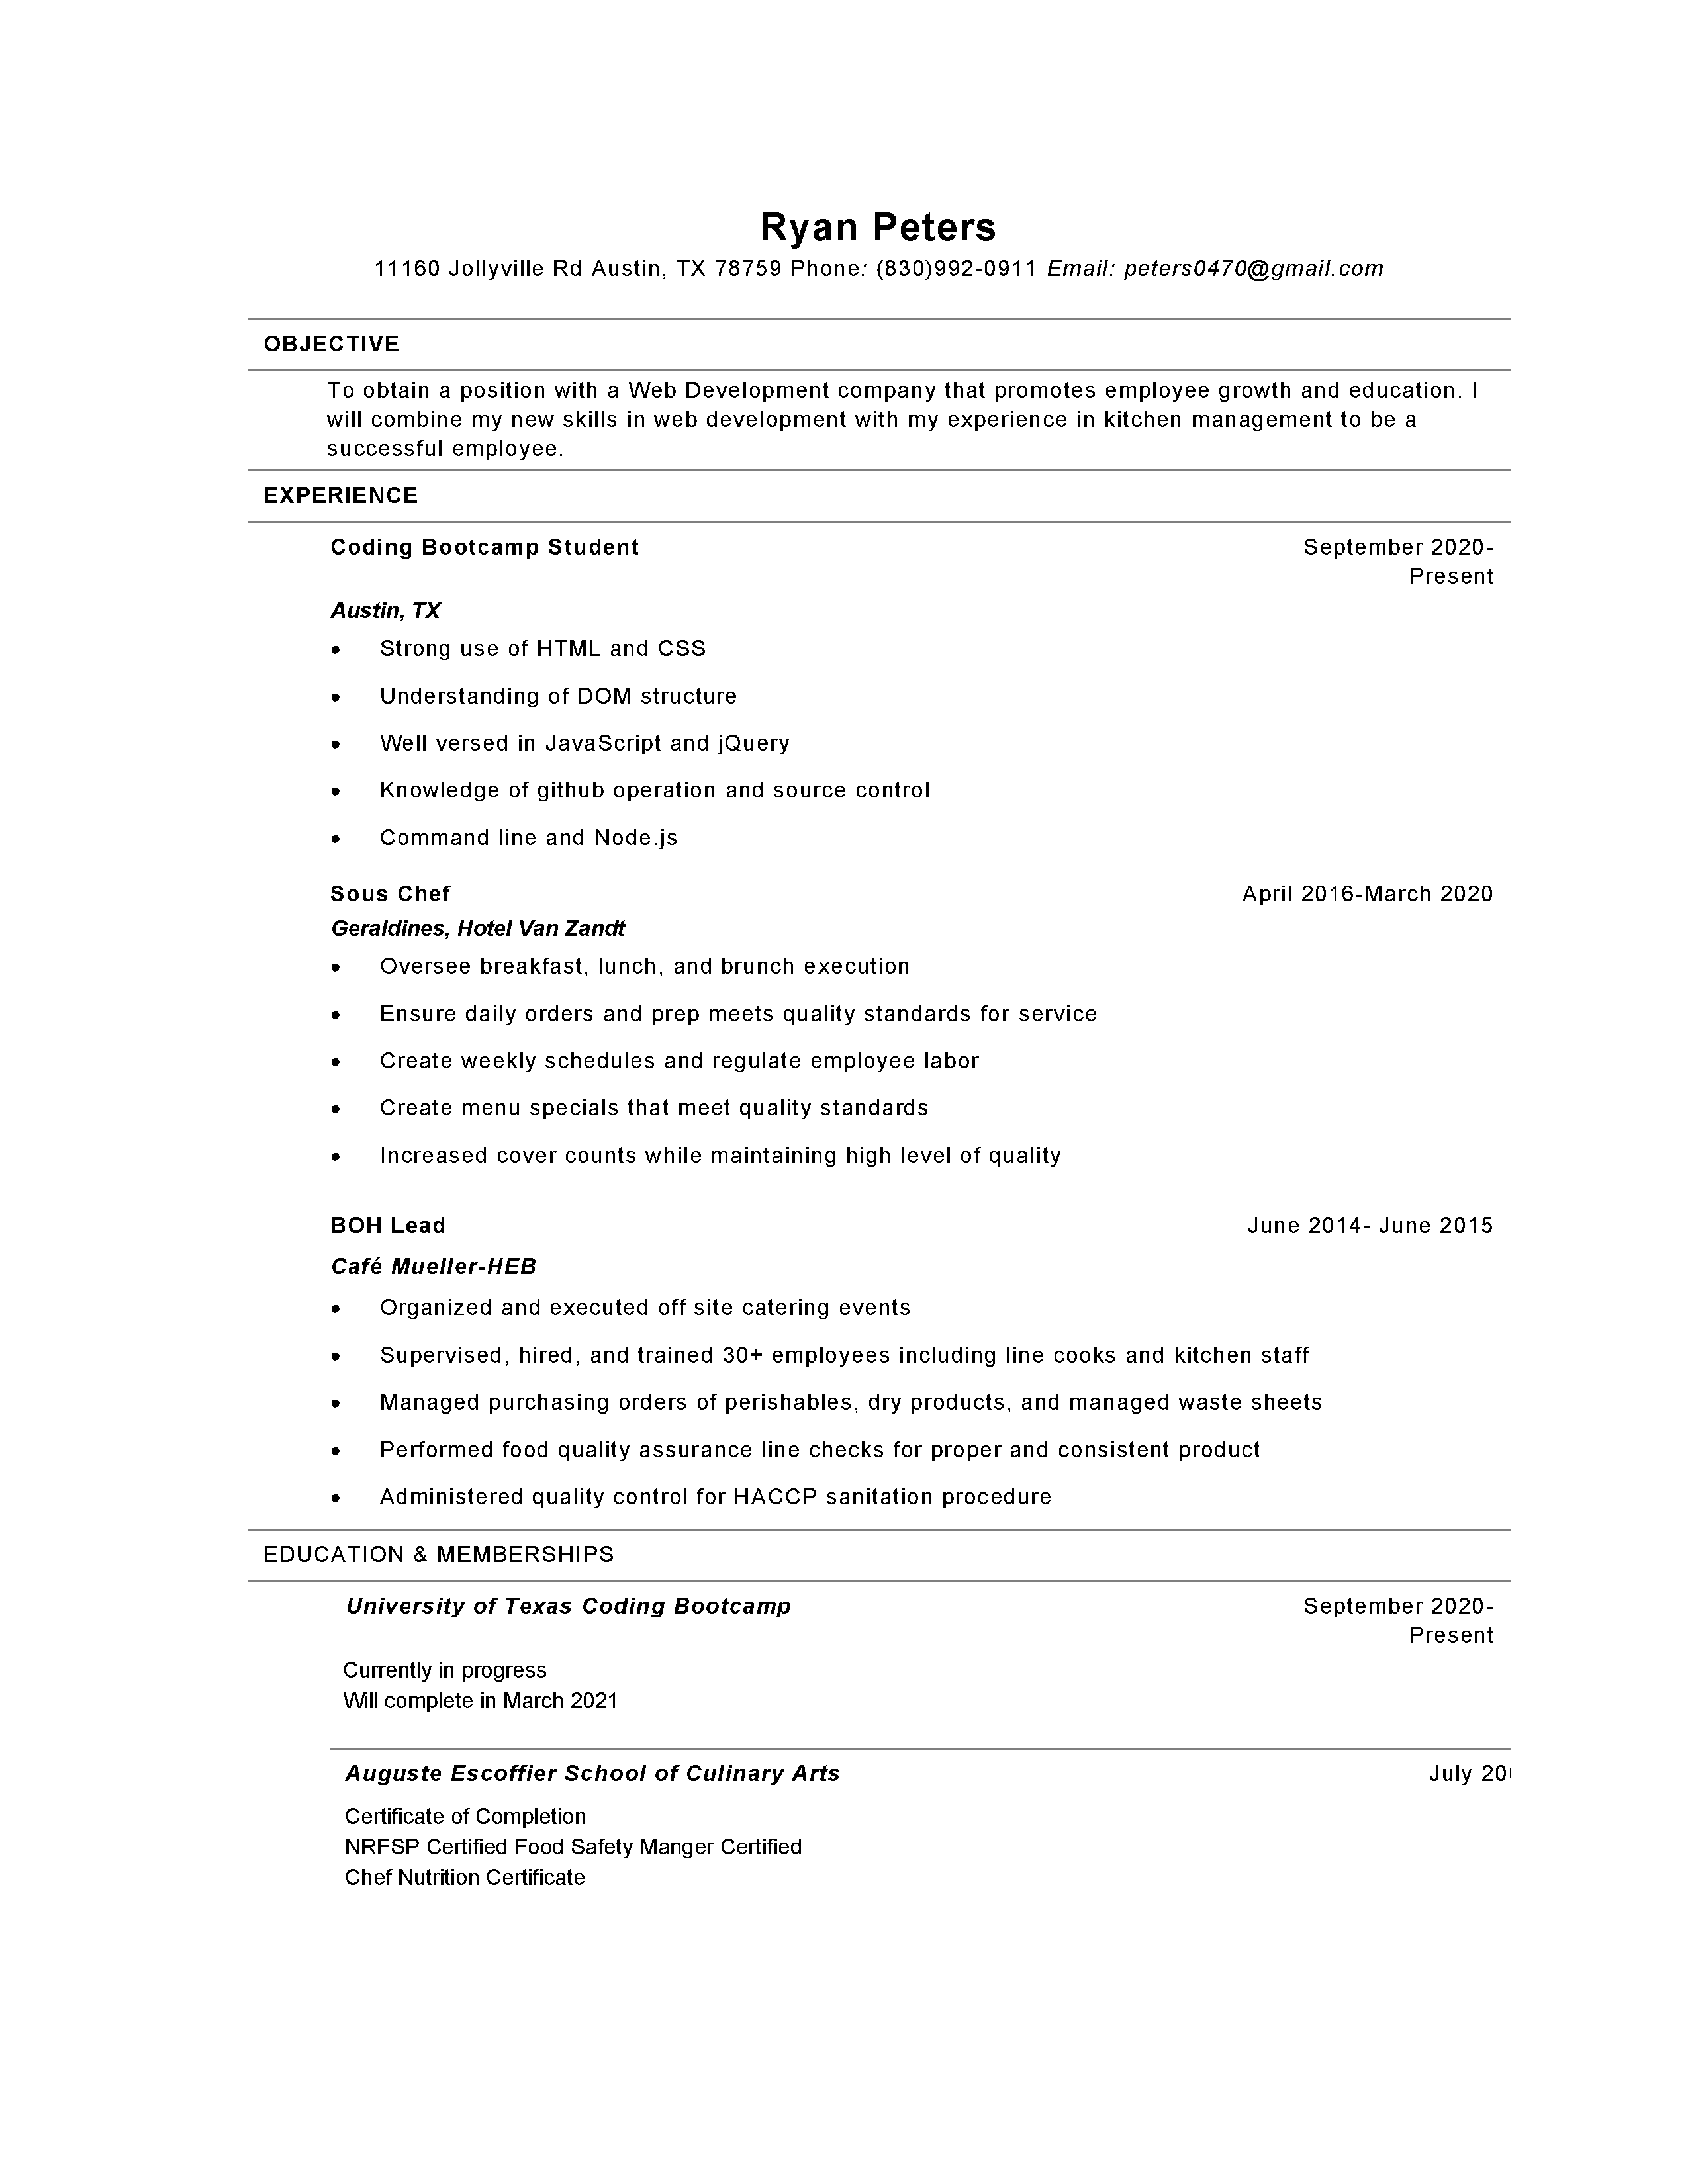 Ryan Peters
11160 Jollyville Rd Austin, TX 78759 Phone: (830)992-0911 Email: peters0470@gmail.com
OBJECTIVE
To obtain a position with a Web Development company that promotes employee growth and education. I
will combine my new skills in web development with my experience in kitchen management to be a
successful employee.
EXPERIENCE
Coding Bootcamp Student September 2020-
Present
Austin, TX
• Strong use of HTML and CSS
• Understanding of DOM structure
• Well versed in JavaScript and jQuery
• Knowledge of github operation and source control
• Command line and Node.js
Sous Chef April 2016-March 2020
Geraldines, Hotel Van Zandt
• Oversee breakfast, lunch, and brunch execution
• Ensure daily orders and prep meets quality standards for service
• Create weekly schedules and regulate employee labor
• Create menu specials that meet quality standards
• Increased cover counts while maintaining high level of quality
BOH Lead June 2014- June 2015
Café Mueller-HEB
• Organized and executed off site catering events
• Supervised, hired, and trained 30+ employees including line cooks and kitchen staff
• Managed purchasing orders of perishables, dry products, and managed waste sheets
• Performed food quality assurance line checks for proper and consistent product
• Administered quality control for HACCP sanitation procedure
EDUCATION & MEMBERSHIPS
University of Texas Coding Bootcamp September 2020-
Present
Currently in progress
Will complete in March 2021
Auguste Escoffier School of Culinary Arts July
Certificate of Completion
NRFSP Certified Food Safety Manger Certified
Chef Nutrition Certificate